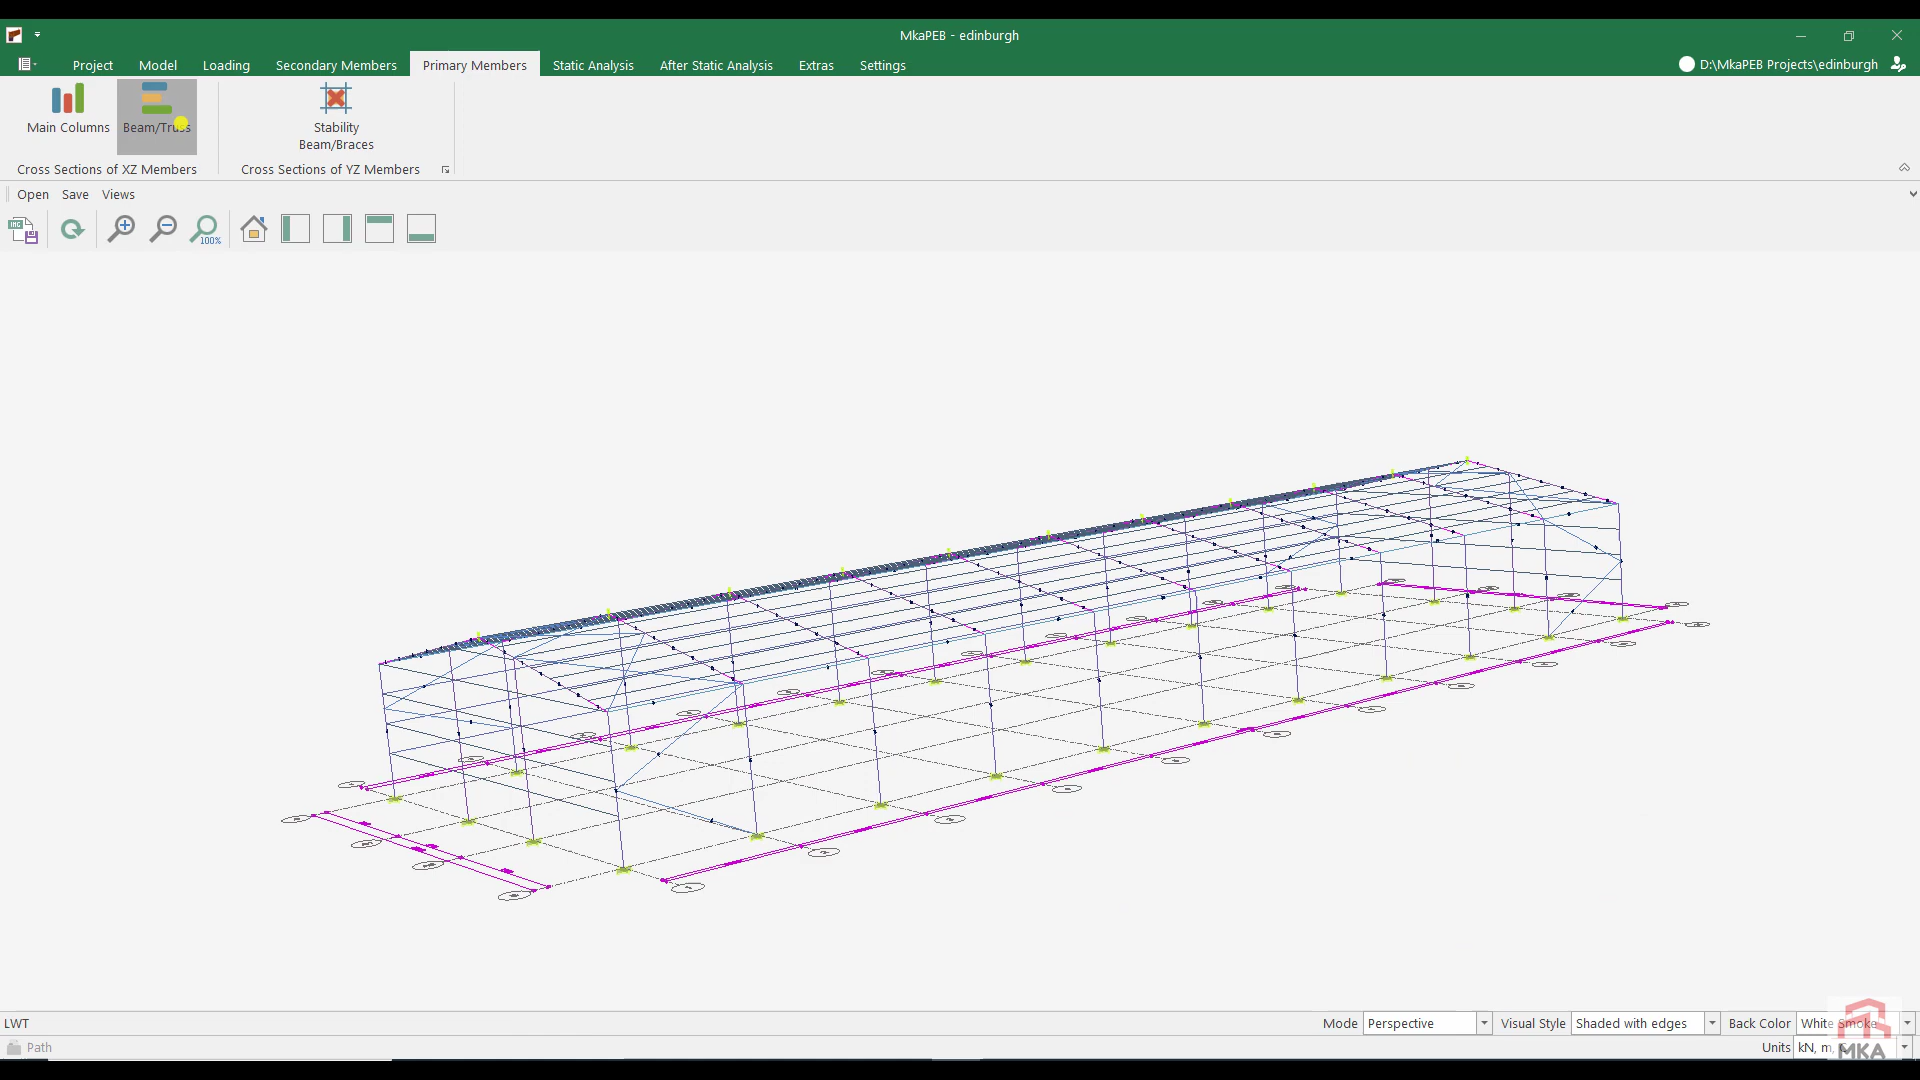 MkaPEB - edinburgh
Project Model Loading Secondary Members Primary Members Static Analysis After Static Analysis Extras Settings D:\MkaPEB Projects\edinburgh
Main Columns Beam/Truss Stability
Beam/Braces
Cross Sections of XZ Members Cross Sections of YZ Members
Open Save Views
IMG 100%
LWT Mode Perspective Visual Style Shaded with edges Back Color White Smoke
Path Units kN, m,
MKA